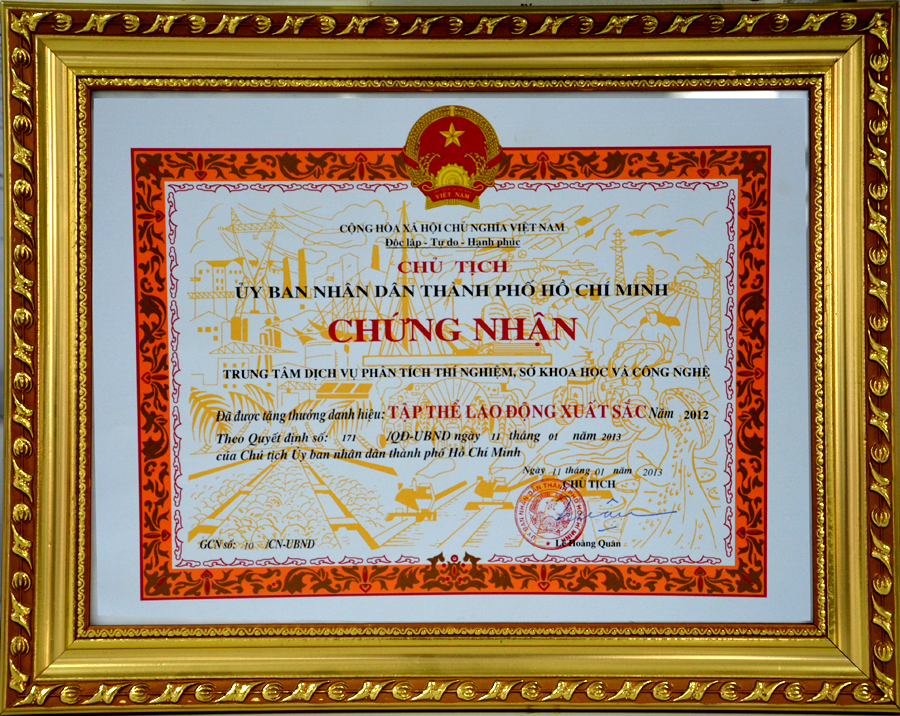 VIỆT NAM
CỘNG HÒA XÃ HỘI CHỦ NGHĨA VIỆT NAM
Độc lập - Tự do - Hạnh phúc
CHỦ TỊCH
ỦY BAN NHÂN DÂN THÀNH PHỐ HỒ CHÍ MINH
CHỨNG NHẬN
TRUNG TÂM DỊCH VỤ PHÂN TÍCH THÍ NGHIỆM, SỞ KHOA HỌC VÀ CÔNG NGHỆ
Đã được tặng thưởng danh hiệu: TẬP THỂ LAO ĐỘNG XUẤT SẮC Năm 2012
Theo Quyết định số: 171 /QĐ-UBND ngày 11 tháng 01 năm 2013
của Chủ tịch Ủy ban nhân dân thành phố Hồ Chí Minh
Ngày 11 tháng 01 năm 2013
CHỦ TỊCH
Lê Hoàng Quân
GCN số: 10 /CN-UBND